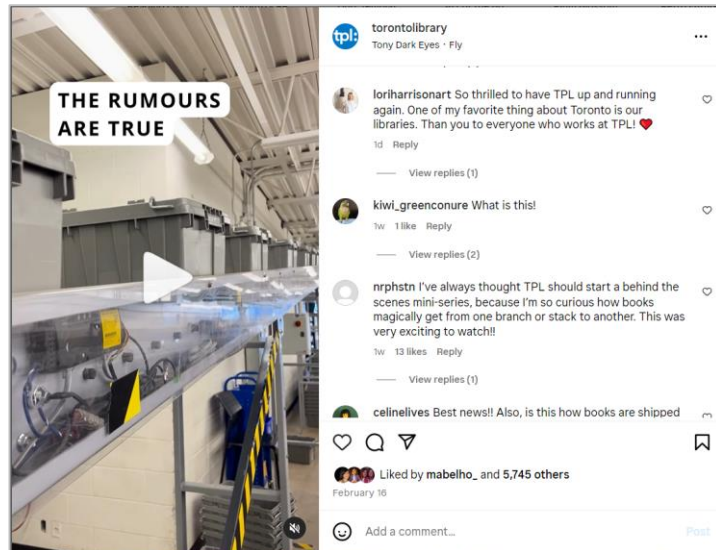 THE RUMOURS
ARE TRUE
tpl:
torontolibrary
Tony Dark Eyes · Fly
...
loriharrisonart So thrilled to have TPL up and running
again. One of my favorite thing about Toronto is our
libraries. Than you to everyone who works at TPL! ❤️
1d Reply
View replies (1)
kiwi_greenconure What is this!
1w 1 like Reply
View replies (2)
nrphstn I've always thought TPL should start a behind the
scenes mini-series, because I'm so curious how books
magically get from one branch or stack to another. This was
very exciting to watch!!
1w 13 likes Reply
View replies (1)
celinelives Best news!! Also, is this how books are shipped
Liked by mabelho_ and 5,745 others
February 16
Add a comment...
Post